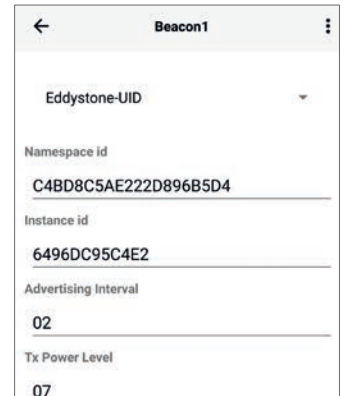 Beacon1
Eddystone-UID
Namespace id
C4BD8C5AE222D896B5D4
Instance id
6496DC95C4E2
Advertising Interval
02
Tx Power Level
07